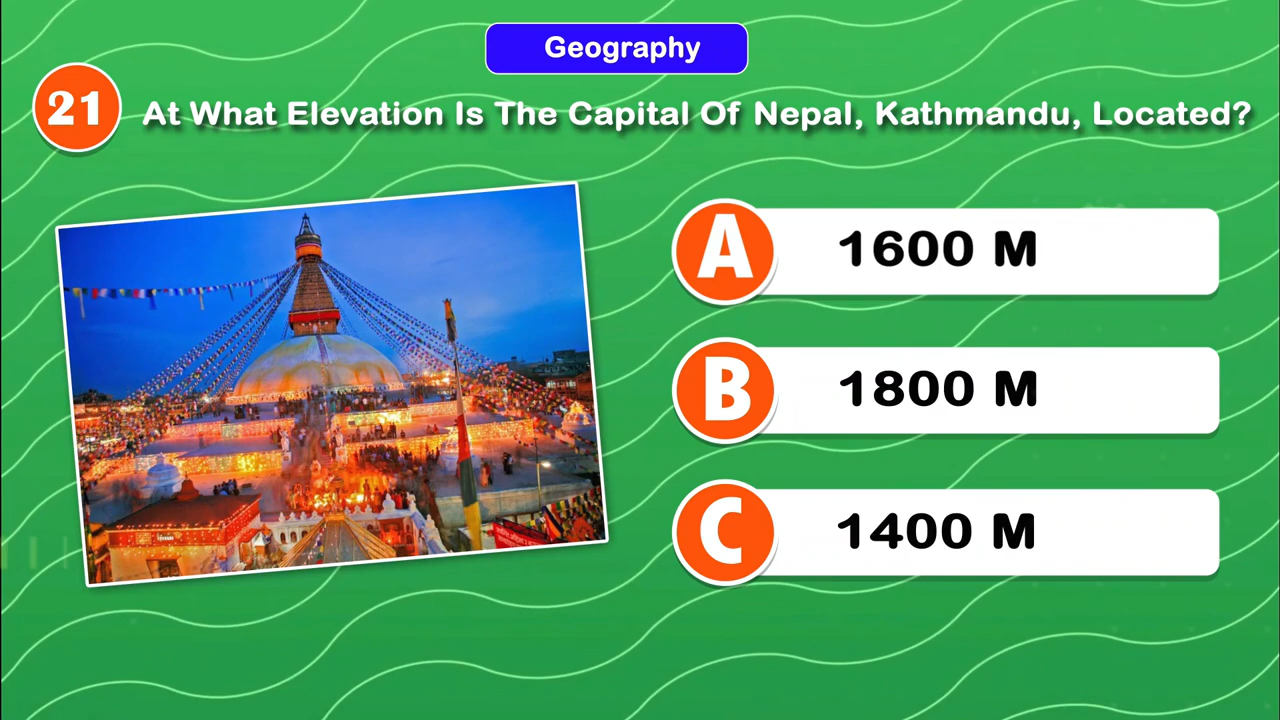 Geography
21
At What Elevation Is The Capital Of Nepal, Kathmandu, Located?
A 1600 M
B 1800 M
C 1400 M